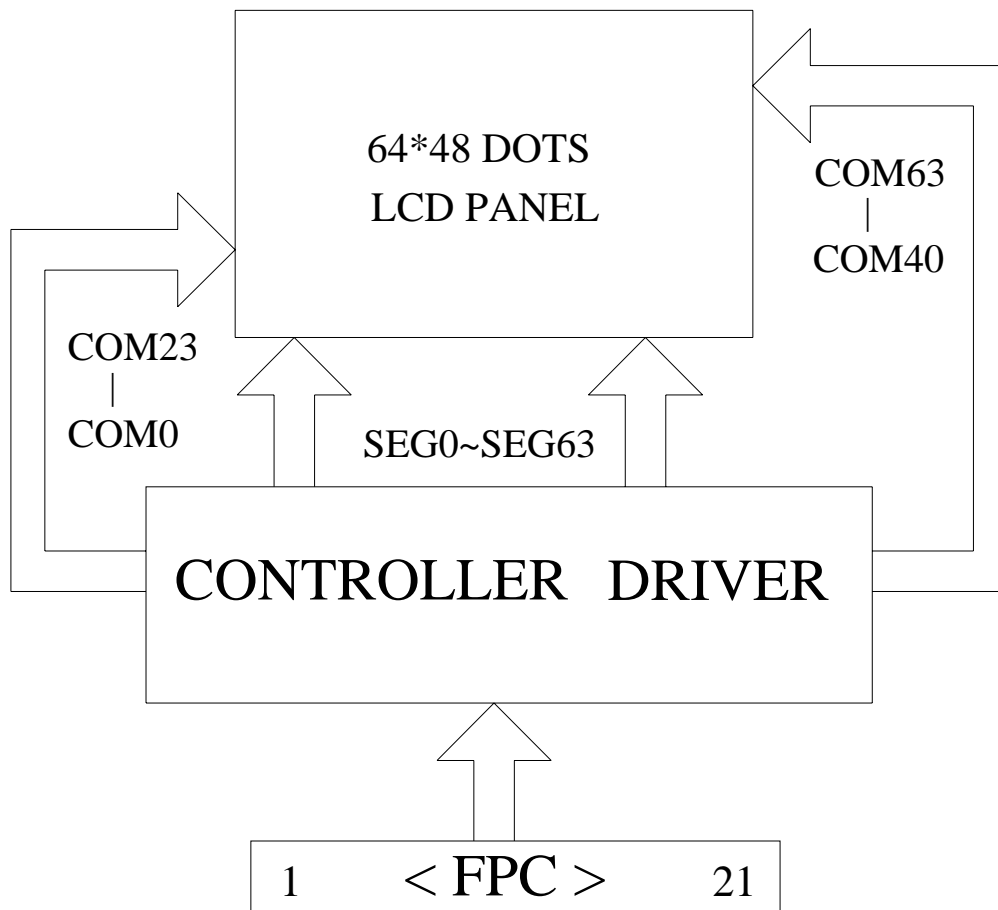 64*48 DOTS
LCD PANEL
COM63
|
COM40
COM23
|
COM0
SEG0~SEG63
CONTROLLER DRIVER
1 < FPC > 21